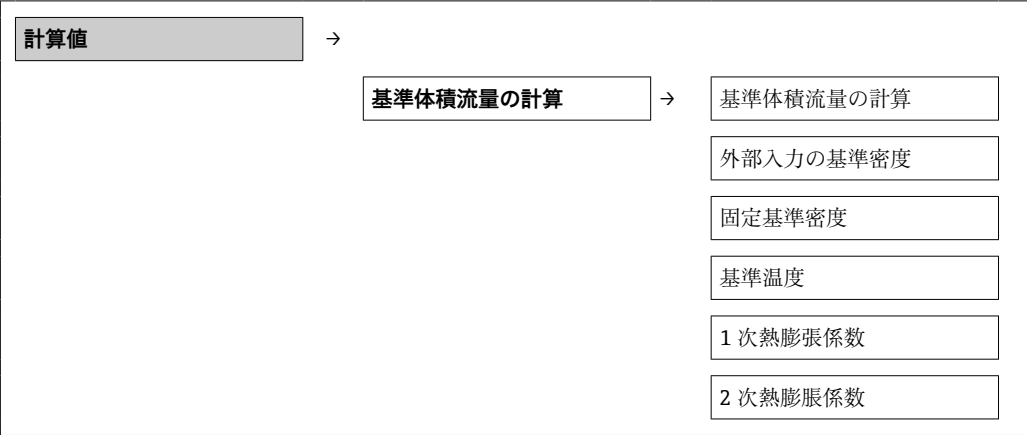 計算値 →
基準体積流量の計算 → 基準体積流量の計算
外部入力の基準密度
固定基準密度
基準温度
1 次熱膨張係数
2 次熱膨脹係数